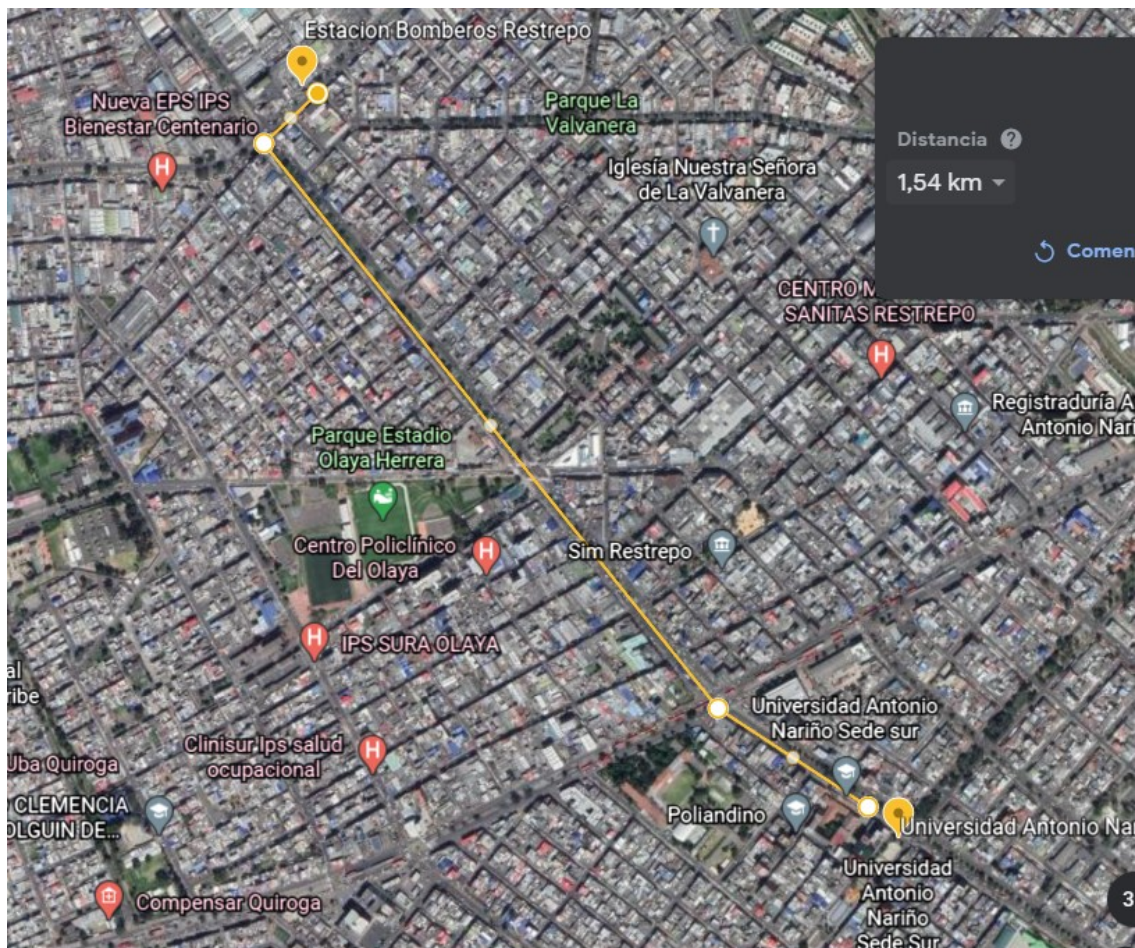 Estacion Bomberos Restrepo
Nueva EPS IPS
Bienestar Centenario
Parque La
Valvanera
Iglesía Nuestra Señora
de La Valvanera
Distancia
1,54 km
Comen
CENTRO M
SANITAS RESTREPO
Registraduría A
Antonio Nari
Parque Estadio
Olaya Herrera
Centro Policlínico
Del Olaya
Sim Restrepo
IPS SURA OLAYA
al
ribe
Universidad Antonio
Nariño Sede sur
Clinisur Ips salud
ocupacional
Uba Quiroga
CLEMENCIA
OLGUIN DE...
Poliandino
Universidad Antonio Nar
Universidad
Antonio
Nariño
Sede Sur
Compensar Quiroga
3